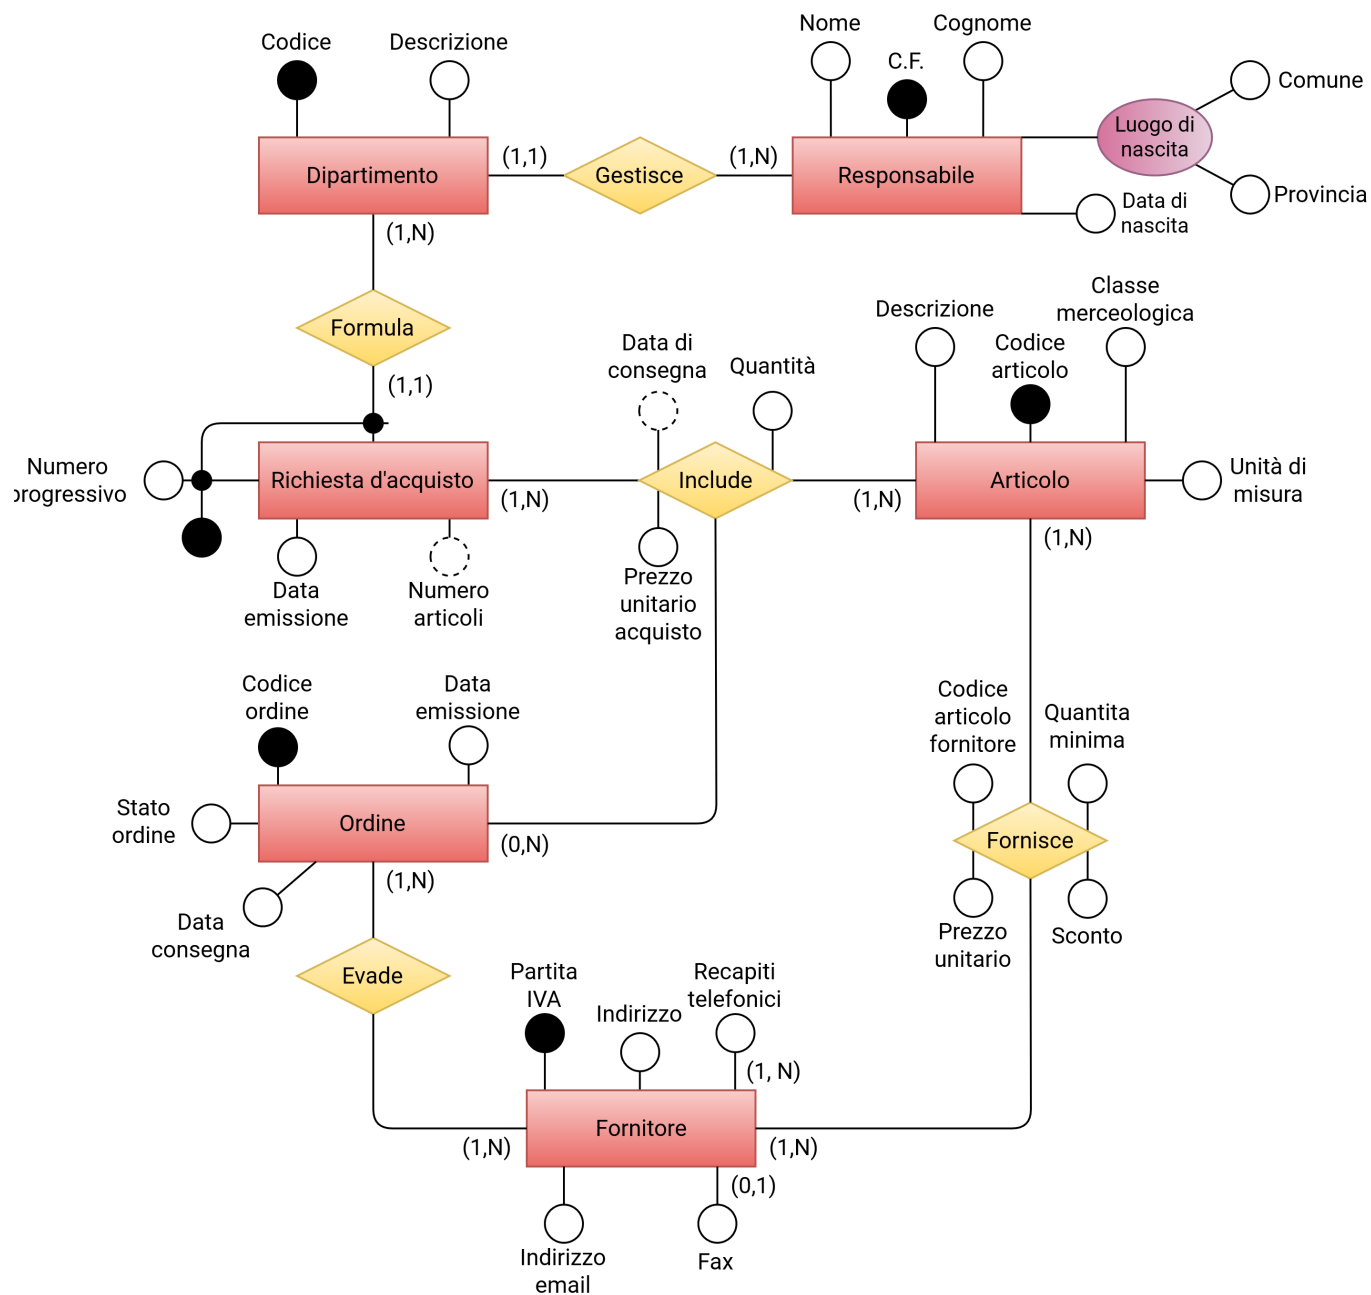 Nome
Cognome
Codice
Descrizione
C.F.
Comune
Luogo di
nascita
Dipartimento
(1,1)
Gestisce
(1,N)
Responsabile
Provincia
Data di
nascita
(1,N)
Formula
(1,1)
Classe
merceologica
Descrizione
Codice
articolo
Data di
consegna
Quantità
Numero
progressivo
Richiesta d'acquisto
(1,N)
Include
(1,N)
Articolo
Unità di
misura
(1,N)
Data
emissione
Numero
articoli
Prezzo
unitario
acquisto
Codice
ordine
Data
emissione
Codice
articolo
fornitore
Quantita
minima
Stato
ordine
Ordine
(0,N)
Fornisce
(1,N)
Data
consegna
Prezzo
unitario
Sconto
Evade
Partita
IVA
Indirizzo
Recapiti
telefonici
(1, N)
Fornitore
(1,N)
(1,N)
(0,1)
Indirizzo
email
Fax